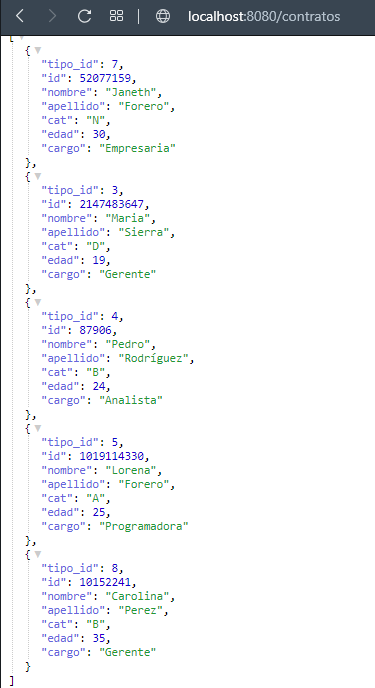 localhost:8080/contratos
[
{
"tipo_id": 7,
"id": 52077159,
"nombre": "Janeth",
"apellido": "Forero",
"cat": "N",
"edad": 30,
"cargo": "Empresaria"
},
{
"tipo_id": 3,
"id": 2147483647,
"nombre": "Maria",
"apellido": "Sierra",
"cat": "D",
"edad": 19,
"cargo": "Gerente"
},
{
"tipo_id": 4,
"id": 87906,
"nombre": "Pedro",
"apellido": "Rodríguez",
"cat": "B",
"edad": 24,
"cargo": "Analista"
},
{
"tipo_id": 5,
"id": 1019114330,
"nombre": "Lorena",
"apellido": "Forero",
"cat": "A",
"edad": 25,
"cargo": "Programadora"
},
{
"tipo_id": 8,
"id": 10152241,
"nombre": "Carolina",
"apellido": "Perez",
"cat": "B",
"edad": 35,
"cargo": "Gerente"
}
]